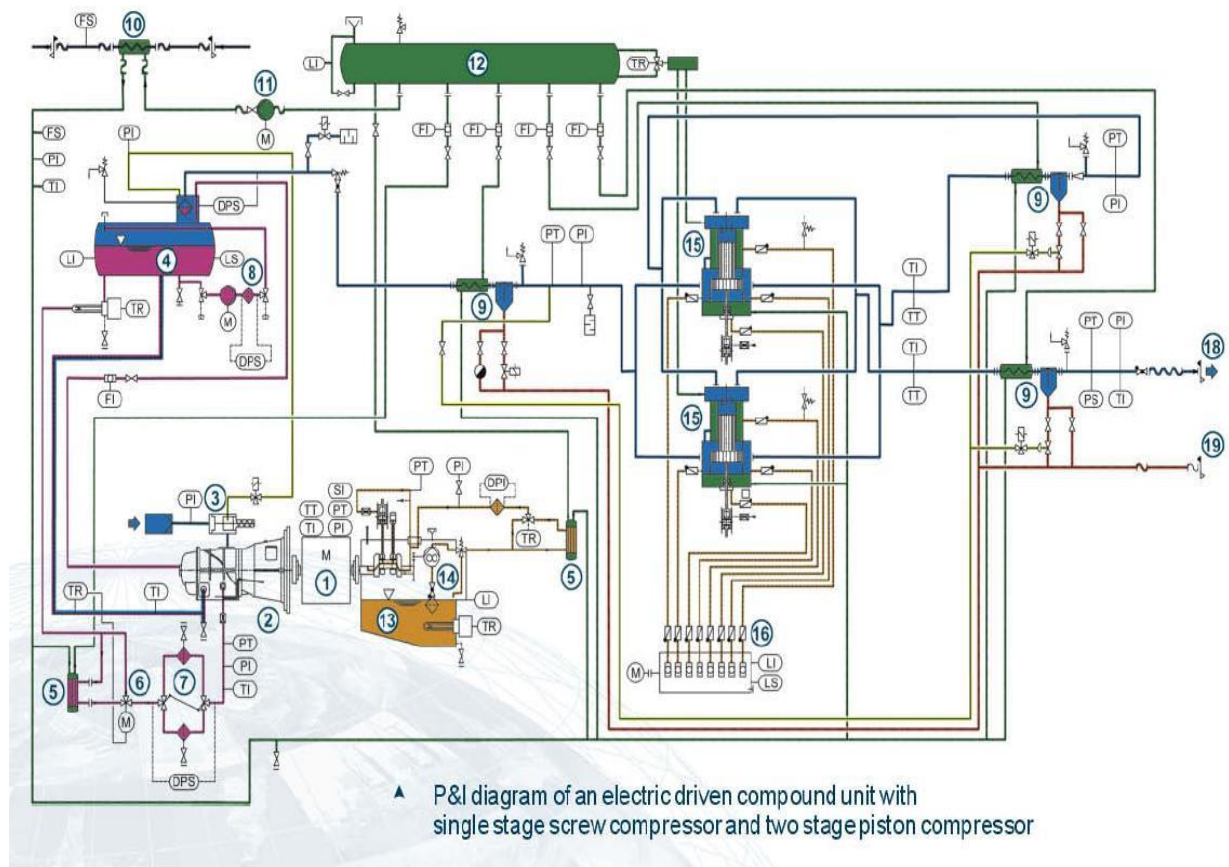 FS
10
12
LI
TR
11
M
FS
PI
TI
PI
FI
FI
FI
FI
PT
PI
9
DPS
4
LI
LS
8
TR
M
DPS
FI
PT
PI
9
15
TI
TT
TI
TT
PT
PI
18
9
PS
TI
15
19
PI
3
SI
PT
PI
DPI
TT
PT
TI
PI
TR
M
1
14
5
TR
TI
2
13
LI
TR
16
PT
PI
TI
5
6
7
M
M
LI
LS
DPS
P&I diagram of an electric driven compound unit with
single stage screw compressor and two stage piston compressor